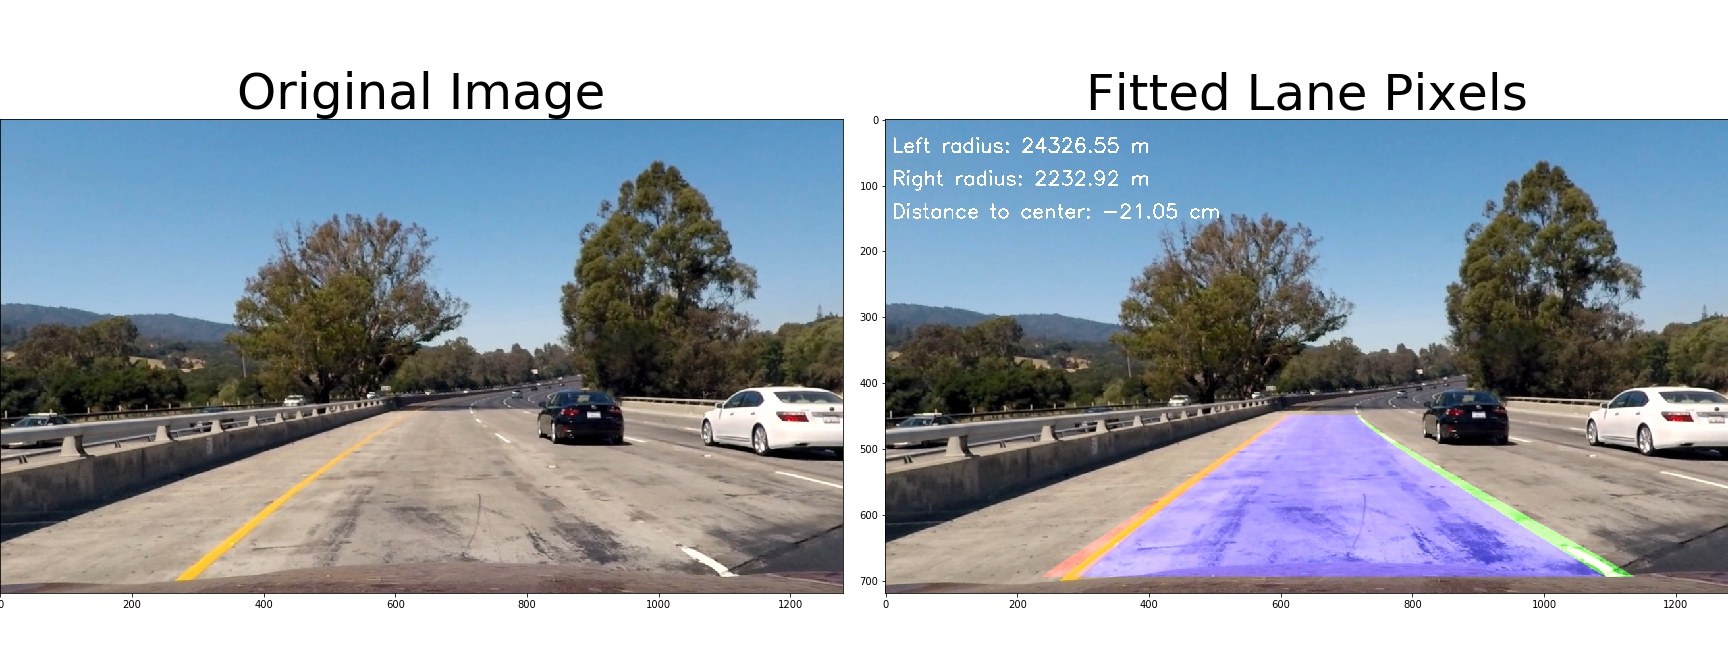 Original Image
Fitted Lane Pixels
Left radius: 24326.55 m
Right radius: 2232.92 m
Distance to center: -21.05 cm
0
100
200
300
400
500
600
700
0 200 400 600 800 1000 1200
0 200 400 600 800 1000 1200